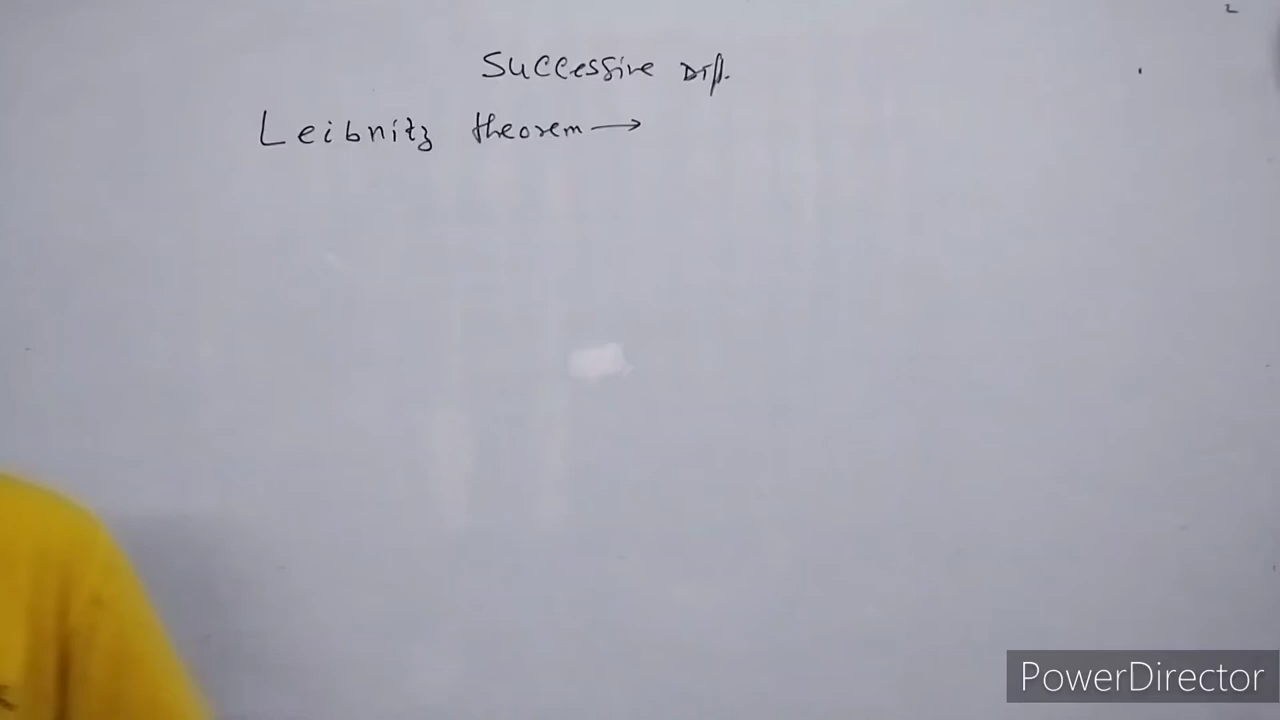 Successive Diff.
Leibnitz theorem →
PowerDirector